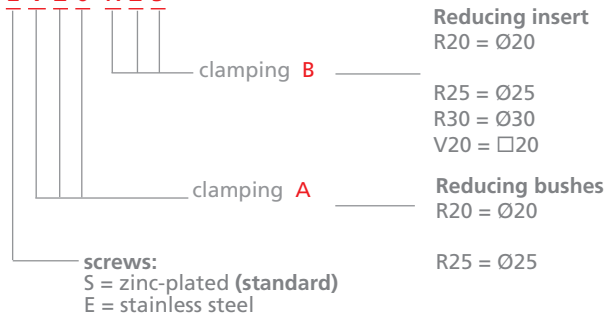 Reducing insert
R20 = Ø20
clamping B
R25 = Ø25
R30 = Ø30
V20 = □20
clamping A
Reducing bushes
R20 = Ø20
screws:
R25 = Ø25
S = zinc-plated (standard)
E = stainless steel